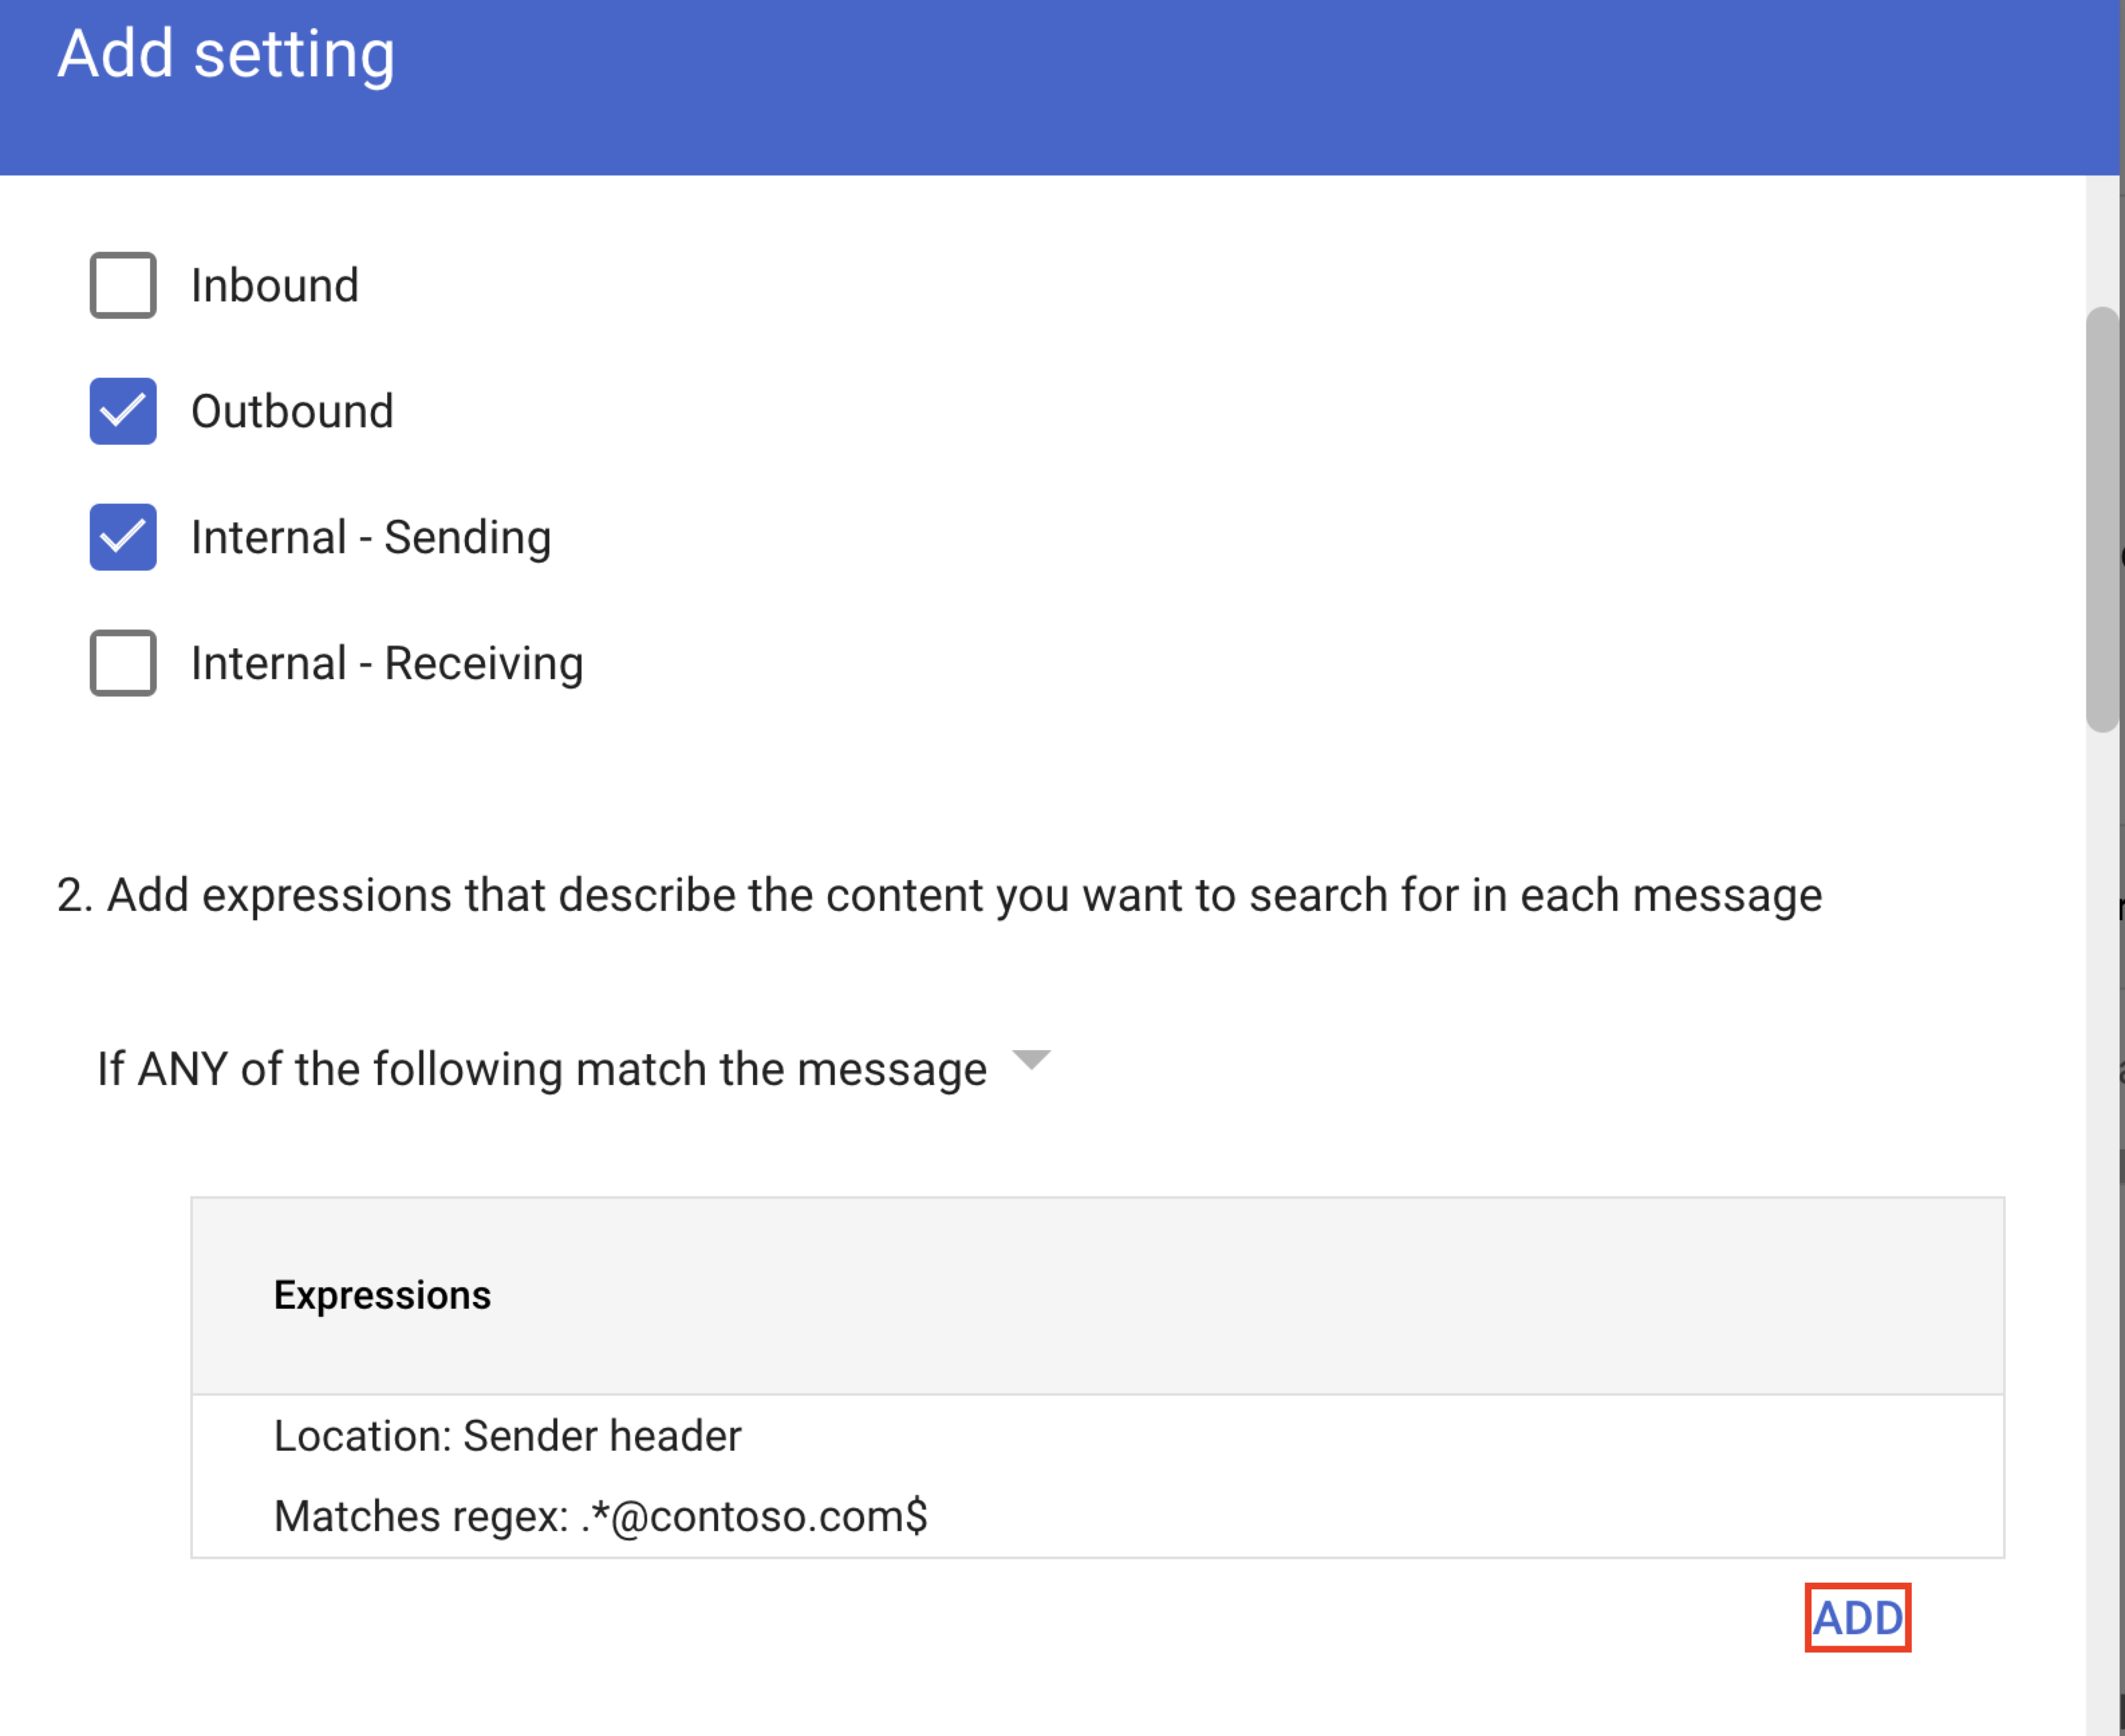 Add setting
Inbound
Outbound
Internal - Sending
Internal - Receiving
2. Add expressions that describe the content you want to search for in each message
If ANY of the following match the message
Expressions
Location: Sender header
Matches regex: .*@contoso.com$
ADD